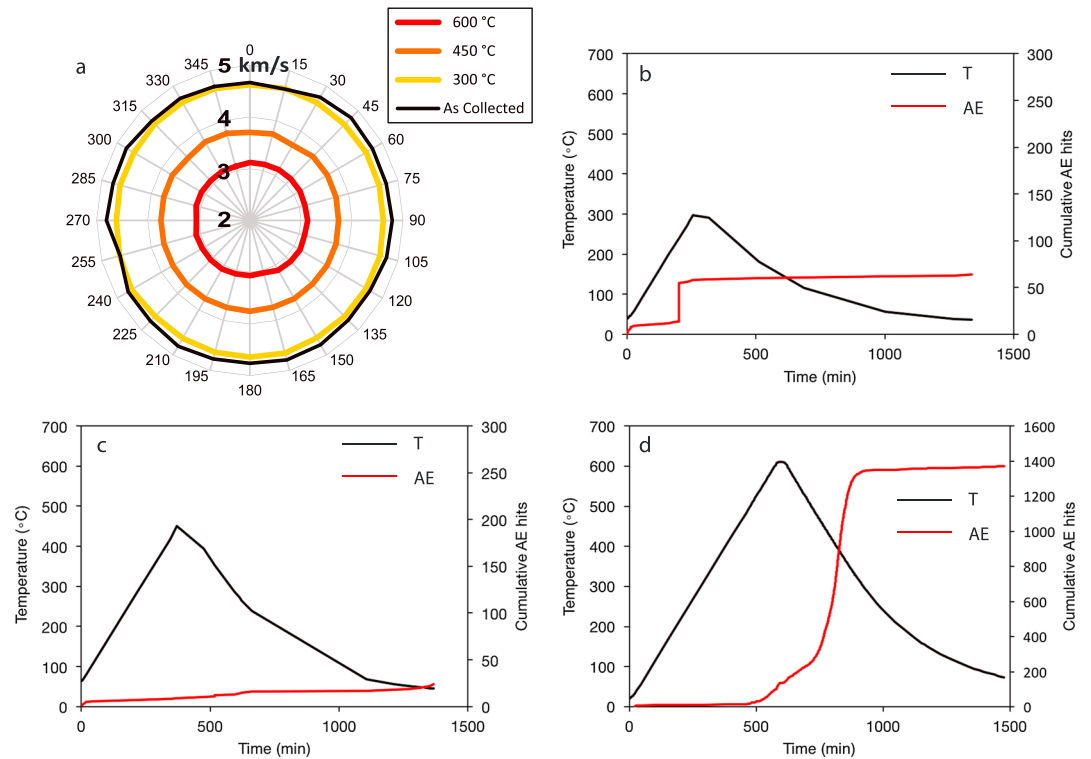 a
600 °C
450 °C
300 °C
As Collected
5 km/s
4
3
2
0
15
30
45
60
75
90
105
120
135
150
165
180
195
210
225
240
255
270
285
300
315
330
345
b
T
AE
Temperature (°C)
700
600
500
400
300
200
100
0
Cumulative AE hits
300
250
200
150
100
50
0
0 500 1000 1500
Time (min)
c
T
AE
Temperature (°C)
700
600
500
400
300
200
100
0
Cumulative AE hits
300
250
200
150
100
50
0
0 500 1000 1500
Time (min)
d
T
AE
Temperature (°C)
700
600
500
400
300
200
100
0
Cumulative AE hits
1600
1400
1200
1000
800
600
400
200
0
0 500 1000 1500
Time (min)